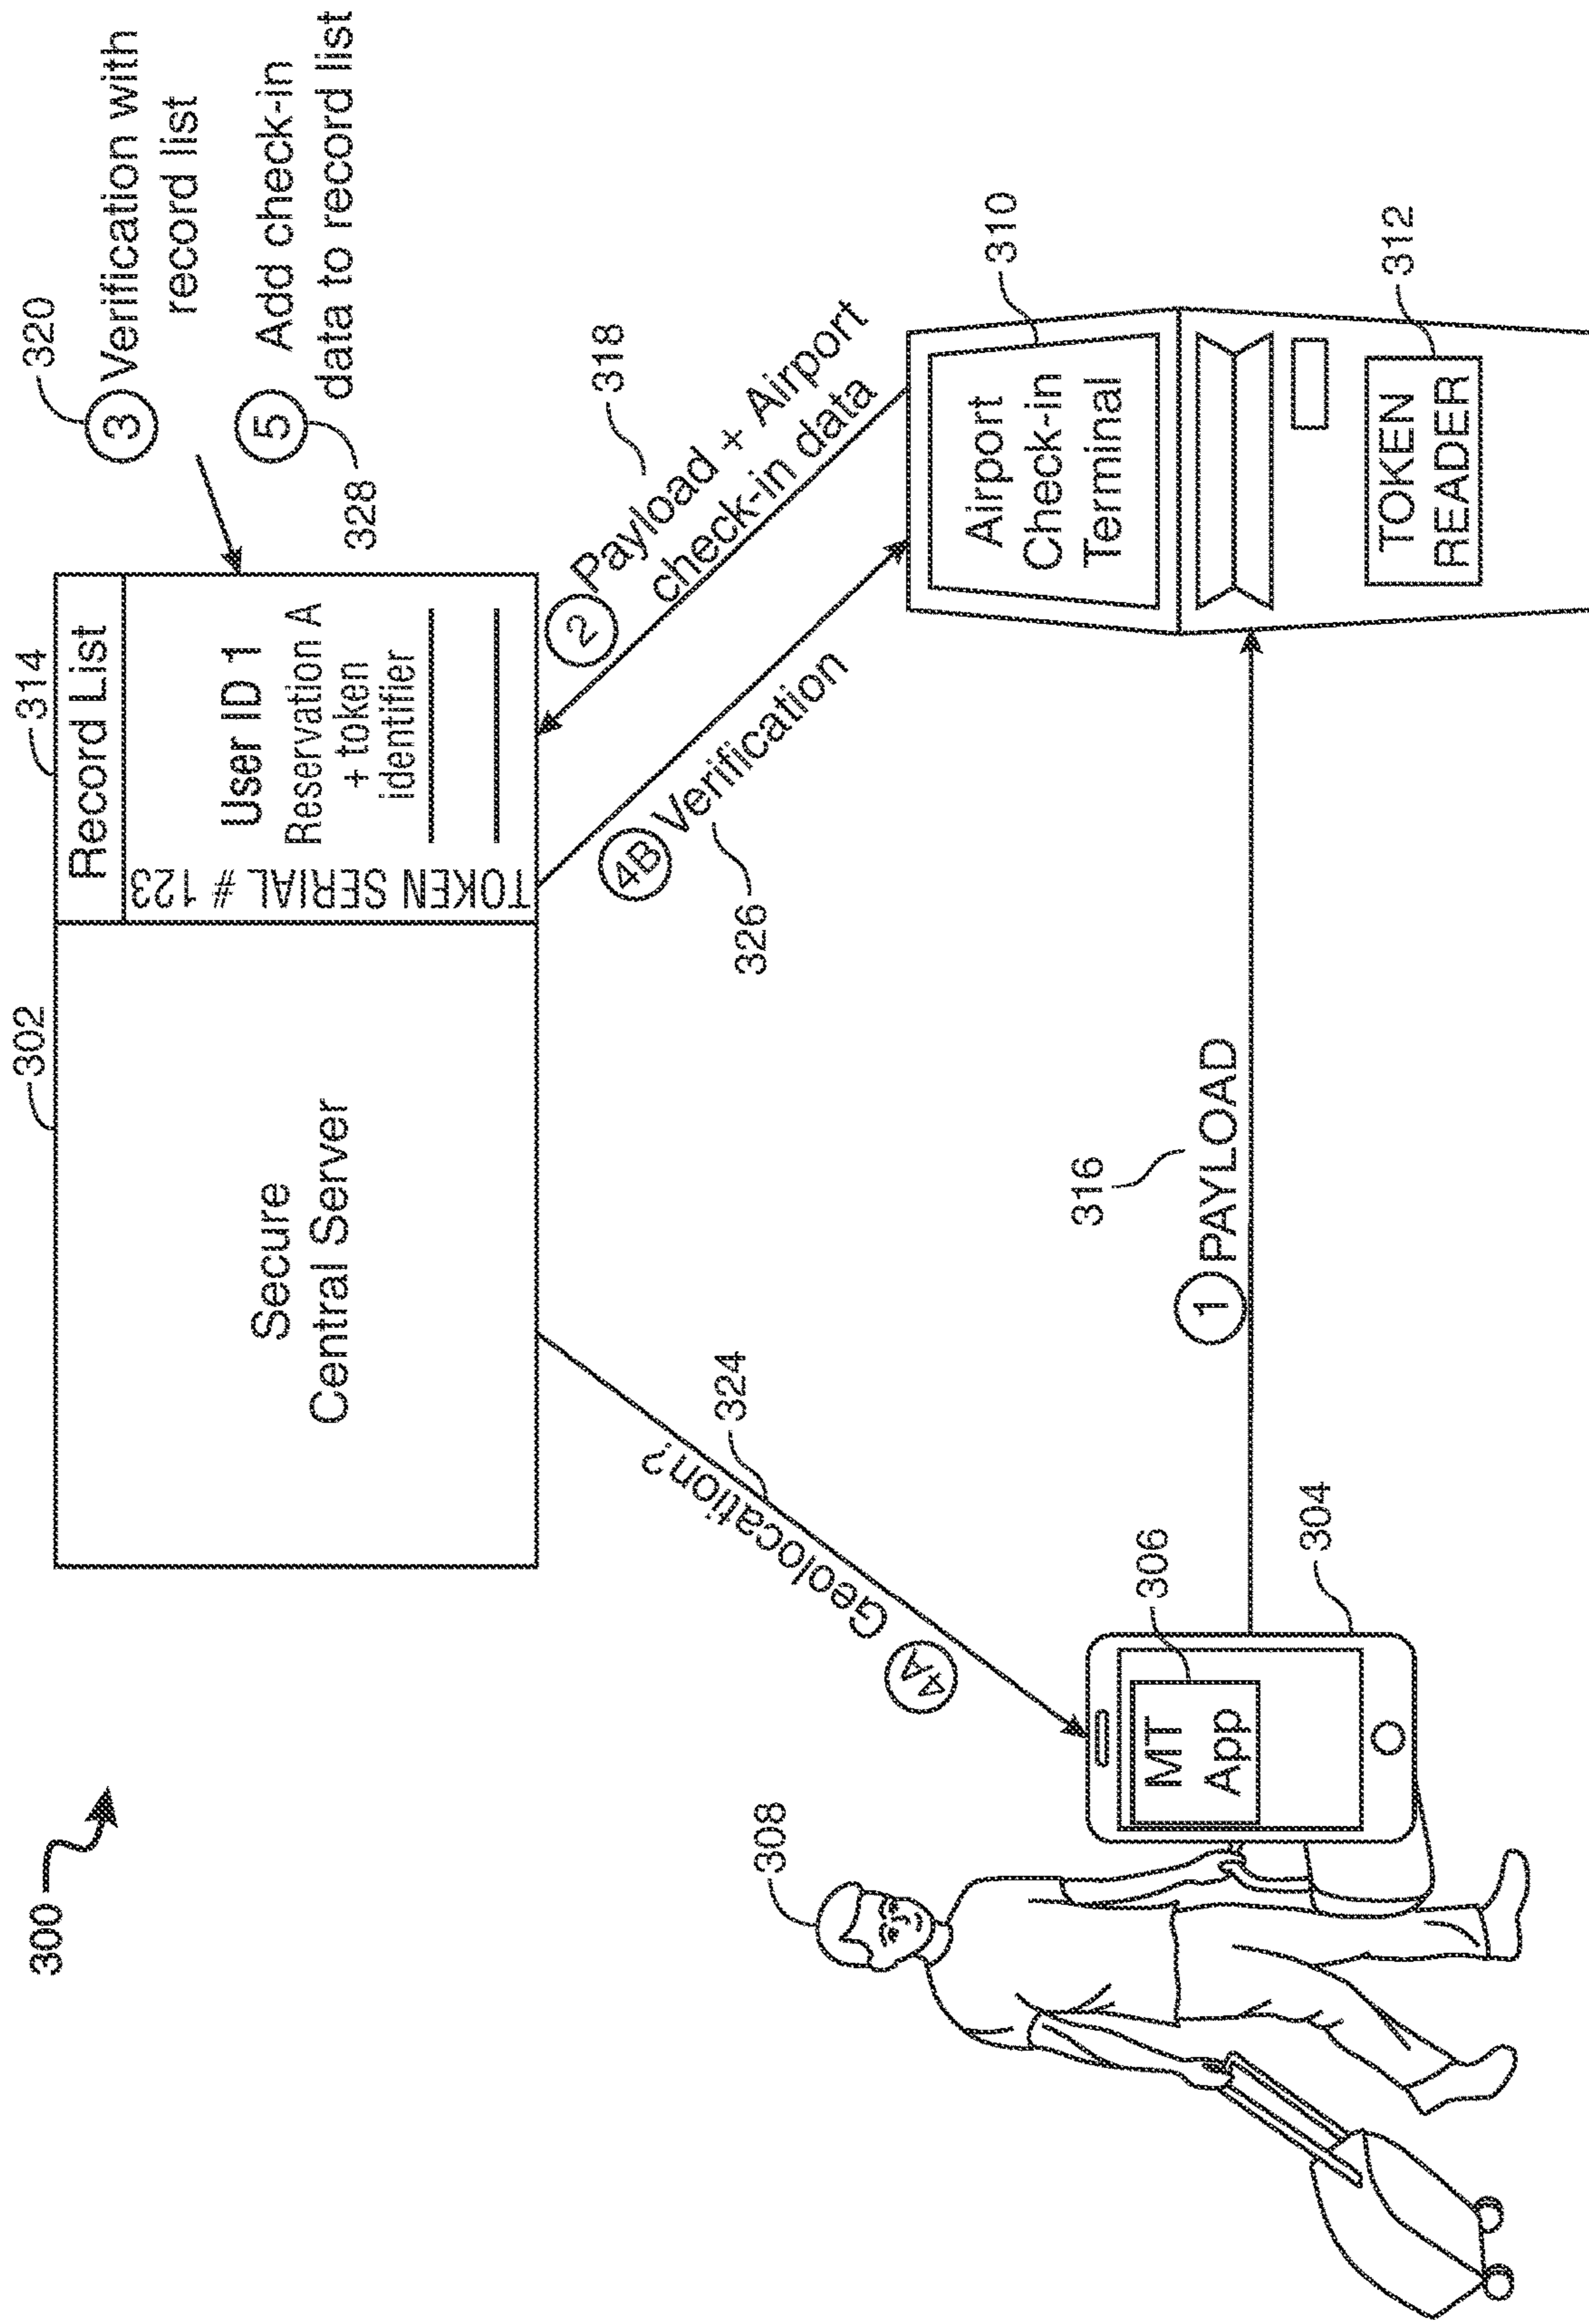 300
302
314
320
③ Verification with
record list
⑤ Add check-in
data to record list
328
Record List
TOKEN SERIAL # 123
User ID 1
Reservation A
+ token
identifier
Secure
Central Server
② Payload + Airport
check-in data
318
4B Verification
326
4A Geolocation?
324
308
MT
App
306
304
① PAYLOAD
316
Airport
Check-in
Terminal
310
TOKEN
READER
312